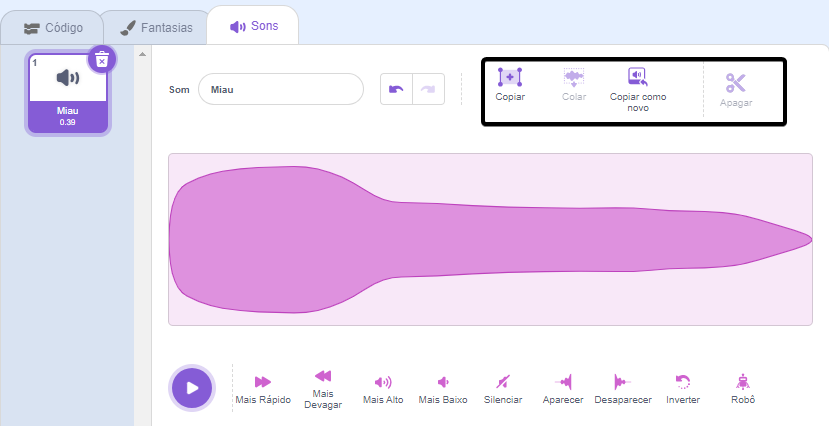 Código
Fantasias
Sons
1
Miau
0.39
Som
Miau
Copiar
Colar
Copiar como
novo
Apagar
Mais Rápido
Mais
Devagar
Mais Alto
Mais Baixo
Silenciar
Aparecer
Desaparecer
Inverter
Robô